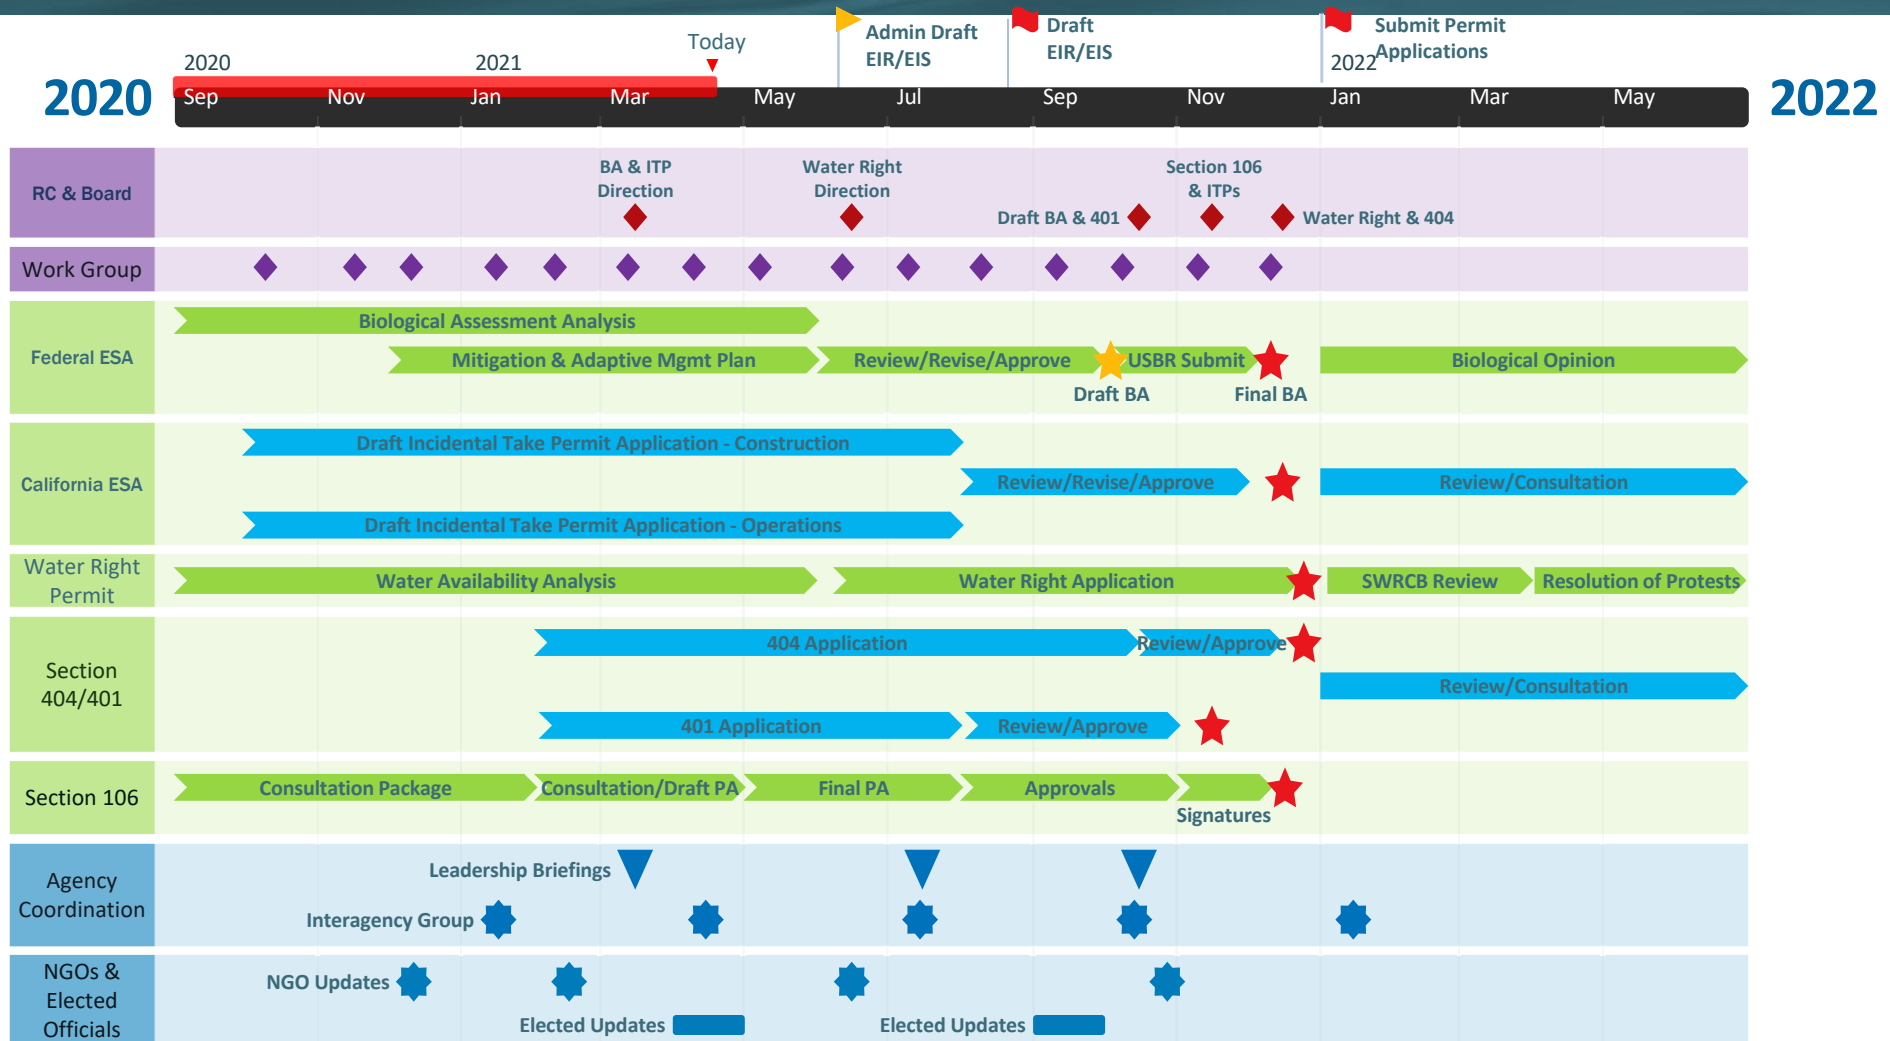 Today
Admin Draft
EIR/EIS
Draft
EIR/EIS
Submit Permit
Applications
2020
2021
2022
2020
Sep
Nov
Jan
Mar
May
Jul
Sep
Nov
Jan
Mar
May
2022
RC & Board
BA & ITP
Direction
Water Right
Direction
Draft BA & 401
Section 106
& ITPs
Water Right & 404
Work Group
Federal ESA
Biological Assessment Analysis
Mitigation & Adaptive Mgmt Plan
Review/Revise/Approve
USBR Submit
Biological Opinion
Draft BA
Final BA
California ESA
Draft Incidental Take Permit Application - Construction
Review/Revise/Approve
Review/Consultation
Draft Incidental Take Permit Application - Operations
Water Right
Permit
Water Availability Analysis
Water Right Application
SWRCB Review
Resolution of Protests
Section
404/401
404 Application
Review/Approve
Review/Consultation
401 Application
Review/Approve
Section 106
Consultation Package
Consultation/Draft PA
Final PA
Approvals
Signatures
Agency
Coordination
Leadership Briefings
Interagency Group
NGOs &
Elected
Officials
NGO Updates
Elected Updates
Elected Updates